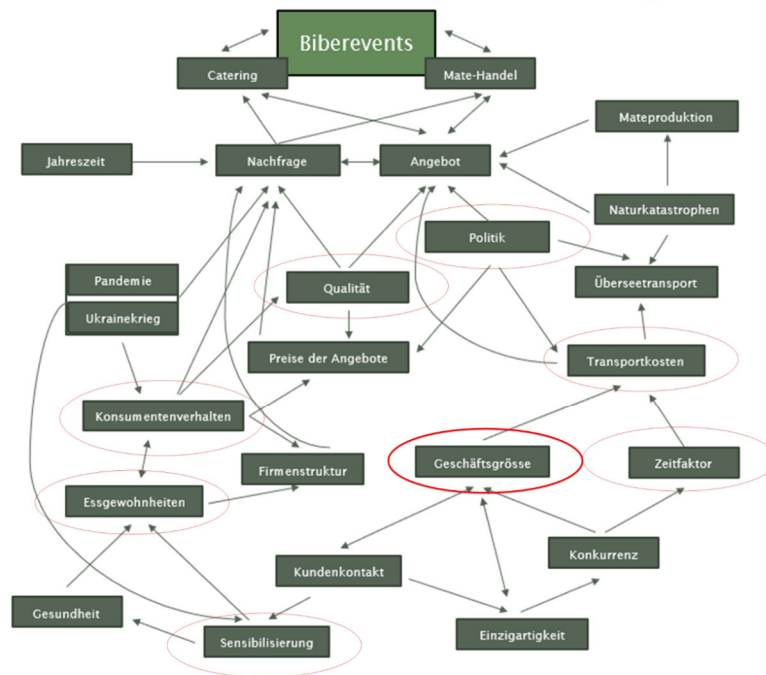 Biberevents
Catering
Mate-Handel
Mateproduktion
Jahreszeit
Nachfrage
Angebot
Naturkatastrophen
Politik
Pandemie
Qualität
Überseetransport
Ukrainekrieg
Preise der Angebote
Transportkosten
Konsumentenverhalten
Firmenstruktur
Geschäftsgrösse
Zeitfaktor
Essgewohnheiten
Konkurrenz
Kundenkontakt
Gesundheit
Einzigartigkeit
Sensibilisierung